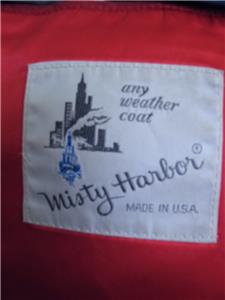 any
weather
coat
Misty Harbor ®
MADE IN U.S.A.